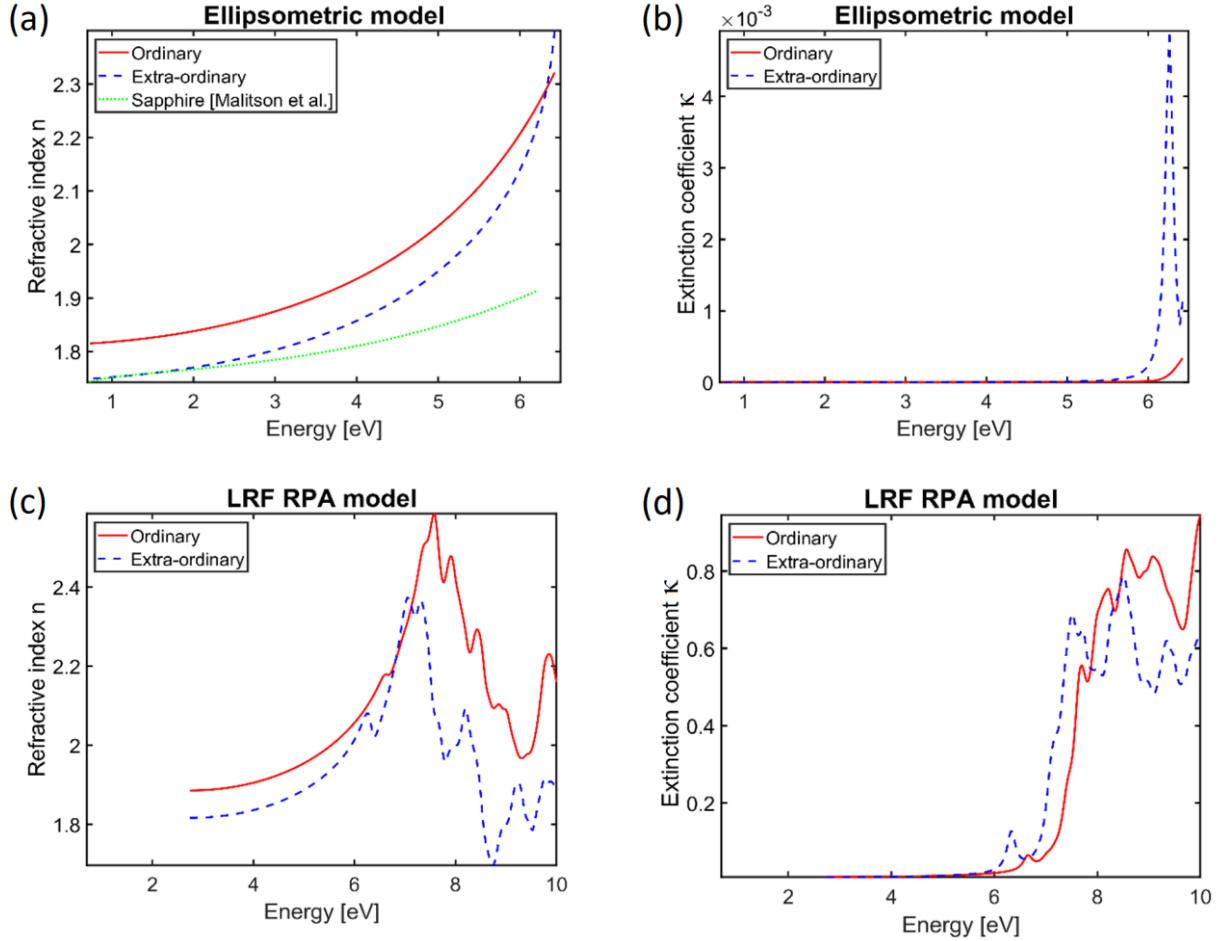 (a)
Ellipsometric model
Ordinary
Extra-ordinary
Sapphire [Malitson et al.]
Refractive index n
2.3
2.2
2.1
2
1.9
1.8
1 2 3 4 5 6
Energy [eV]
(b)
×10⁻³
Ellipsometric model
Ordinary
Extra-ordinary
Extinction coefficient κ
4
3
2
1
0
1 2 3 4 5 6
Energy [eV]
(c)
LRF RPA model
Ordinary
Extra-ordinary
Refractive index n
2.4
2.2
2
1.8
2 4 6 8 10
Energy [eV]
(d)
LRF RPA model
Ordinary
Extra-ordinary
Extinction coefficient κ
0.8
0.6
0.4
0.2
2 4 6 8 10
Energy [eV]